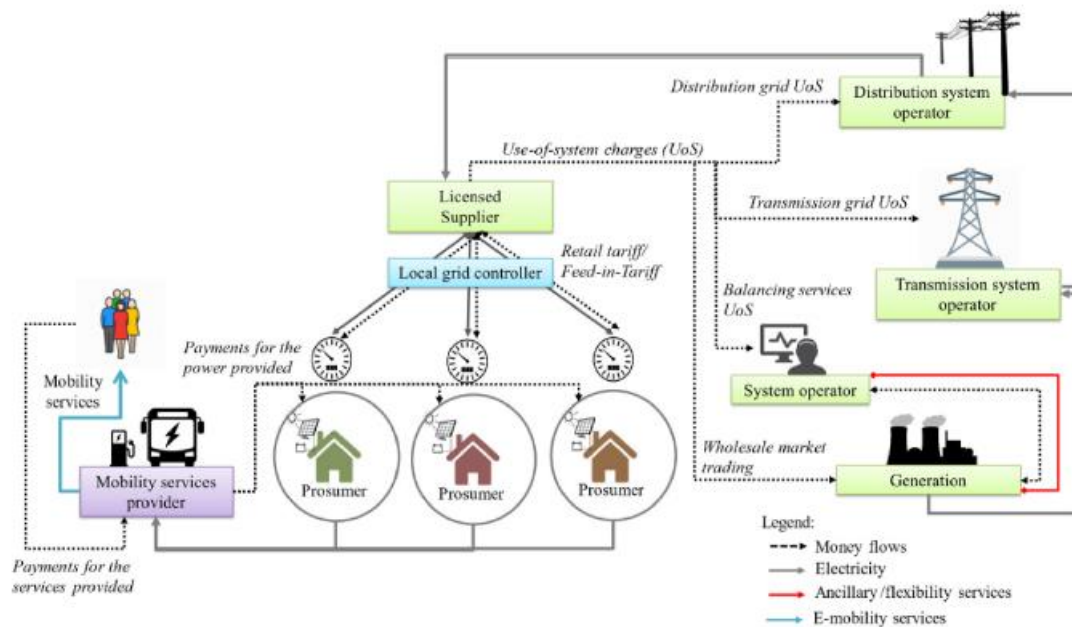 Distribution grid UoS
Distribution system
operator
Use-of-system charges (UoS)
Licensed
Supplier
Transmission grid UoS
Retail tariff/
Feed-in-Tariff
Local grid controller
Transmission system
operator
Balancing services
UoS
Payments for the
power provided
Mobility
services
System operator
Wholesale market
trading
Mobility services
provider
Prosumer
Prosumer
Prosumer
Generation
Payments for the
services provided
Legend:
Money flows
Electricity
Ancillary/flexibility services
E-mobility services